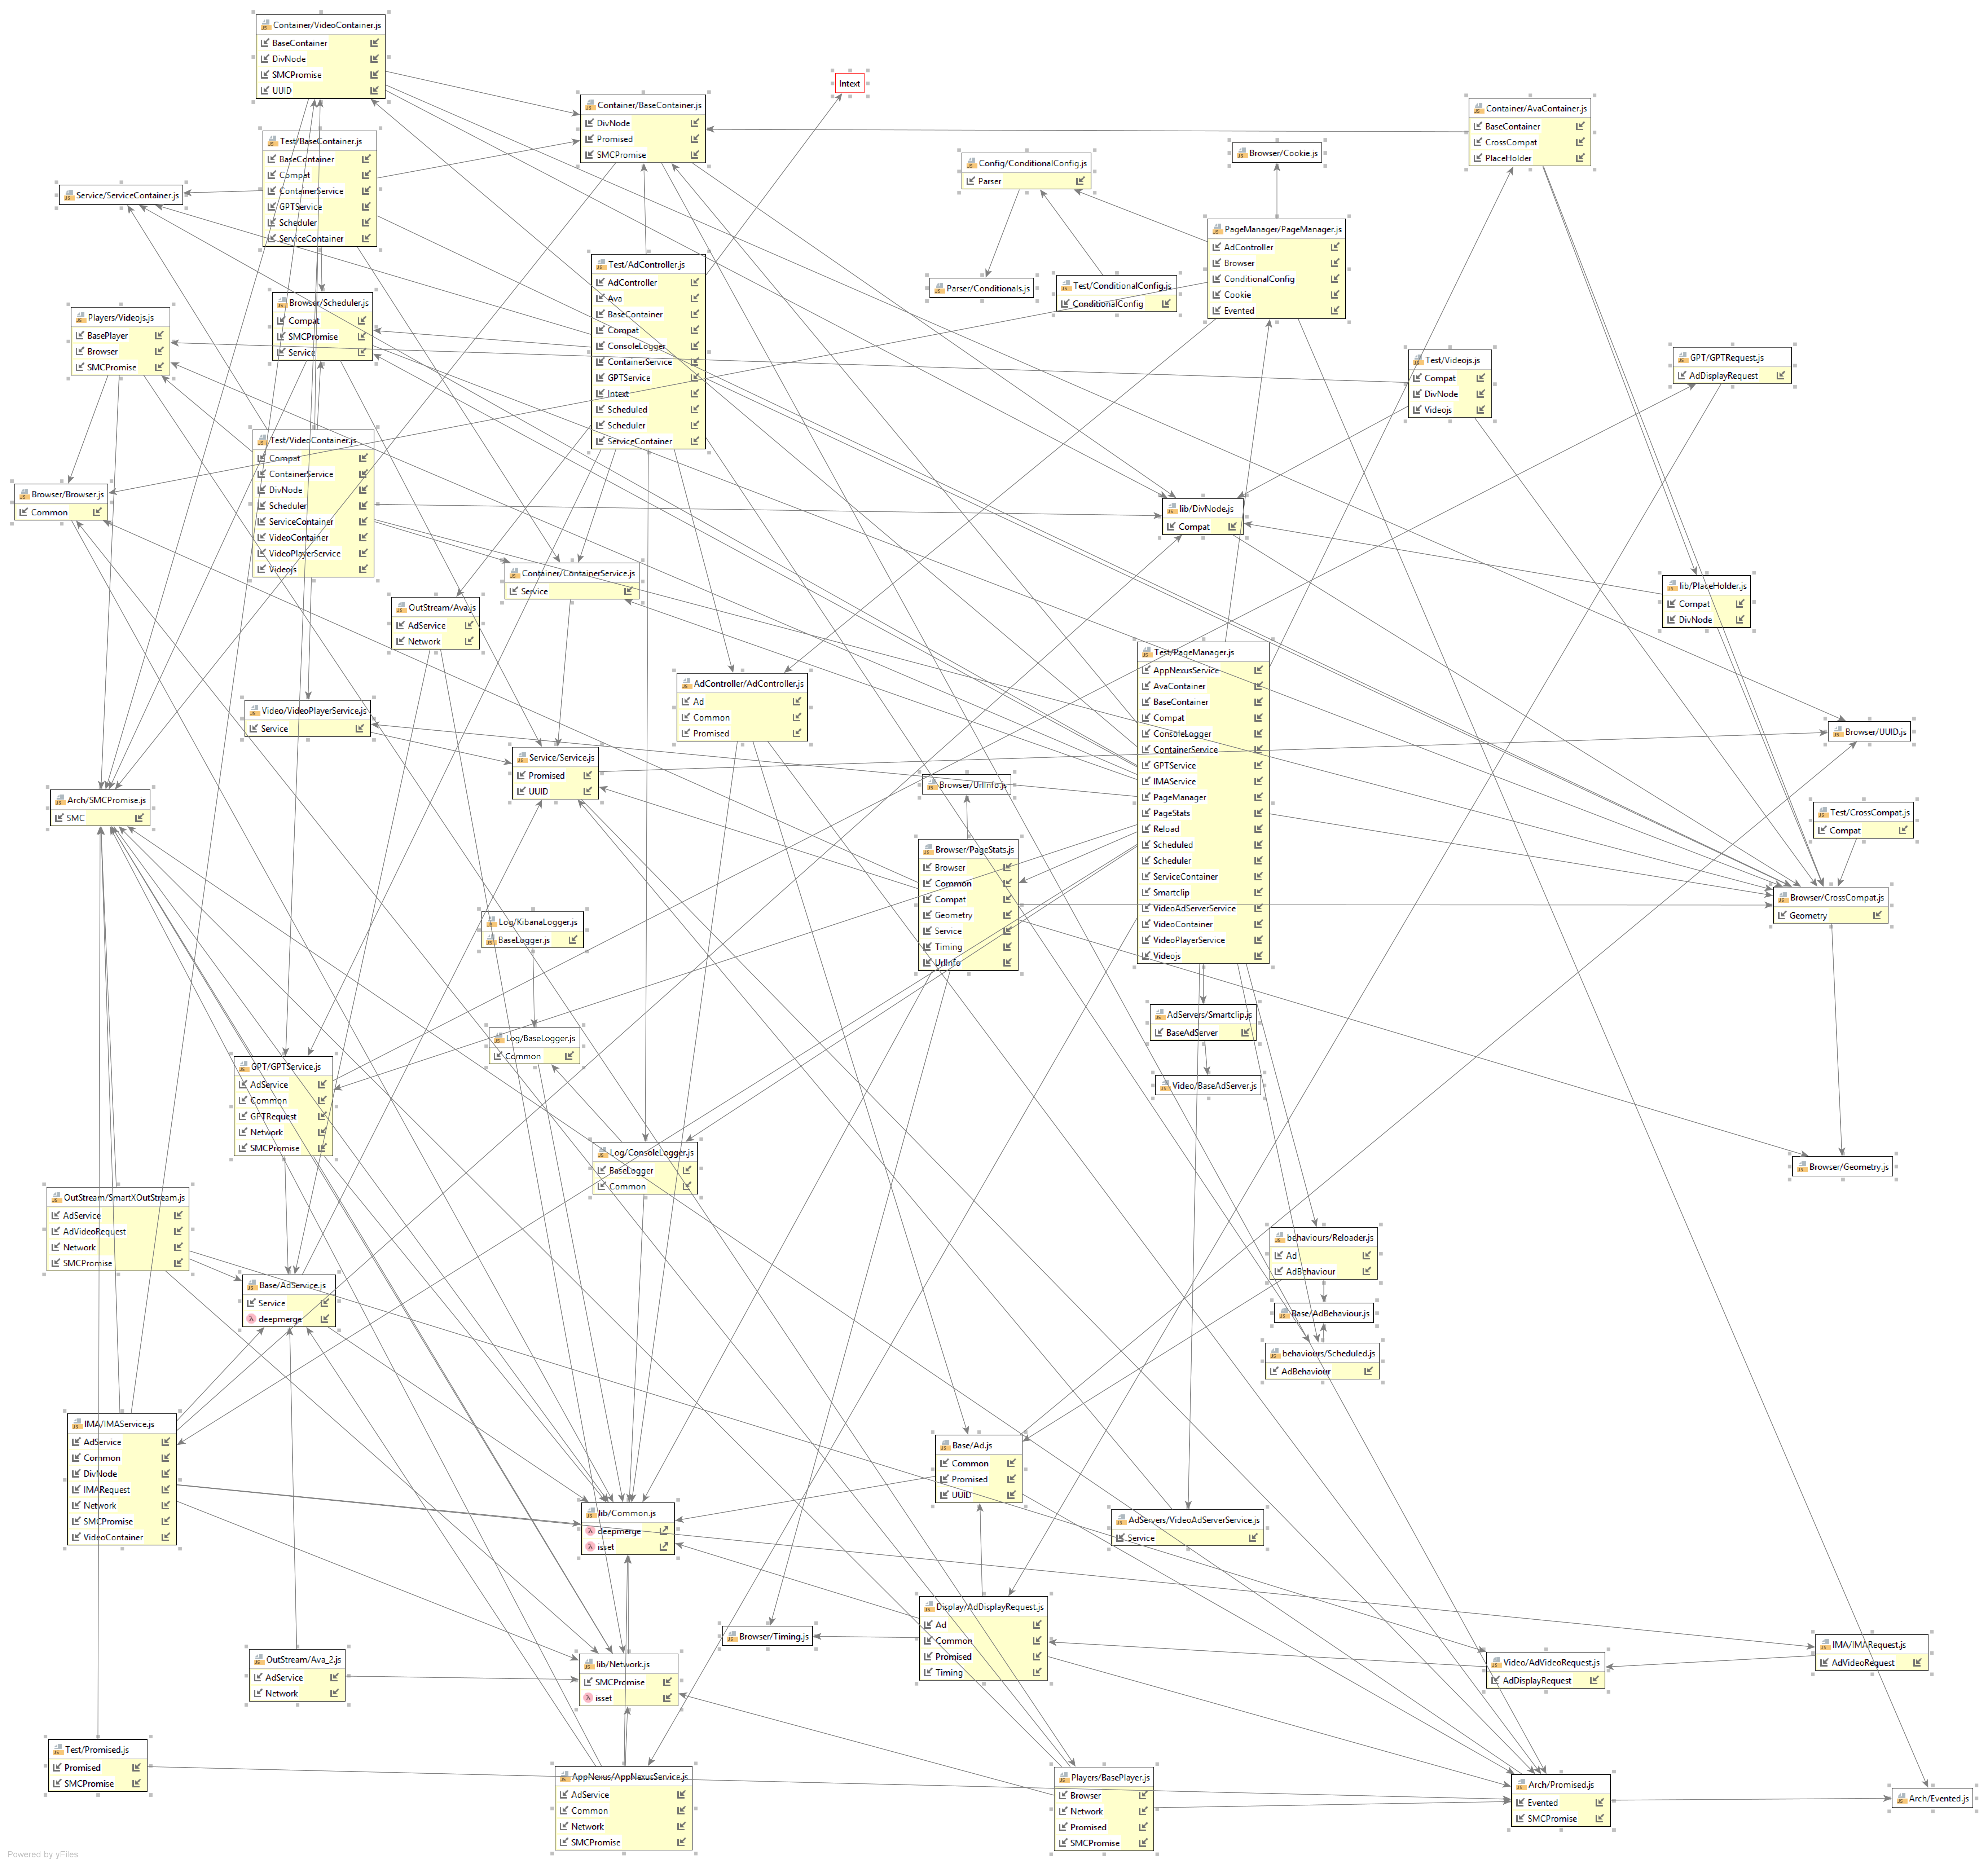 Container/VideoContainer.js
BaseContainer
DivNode
SMCPromise
UUID
Intext
Container/BaseContainer.js
DivNode
Promised
SMCPromise
Container/AvaContainer.js
BaseContainer
CrossCompat
PlaceHolder
Test/BaseContainer.js
BaseContainer
Compat
ContainerService
GPTService
Scheduler
ServiceContainer
Browser/Cookie.js
Config/ConditionalConfig.js
Parser
Service/ServiceContainer.js
PageManager/PageManager.js
AdController
Browser
ConditionalConfig
Cookie
Evented
Test/AdController.js
AdController
Ava
BaseContainer
Compat
ConsoleLogger
ContainerService
GPTService
Intext
Scheduled
Scheduler
ServiceContainer
Parser/Conditionals.js
Test/ConditionalConfig.js
ConditionalConfig
Browser/Scheduler.js
Compat
SMCPromise
Service
Players/Videojs.js
BasePlayer
Browser
SMCPromise
Test/Videojs.js
Compat
DivNode
Videojs
GPT/GPTRequest.js
AdDisplayRequest
Test/VideoContainer.js
Compat
ContainerService
DivNode
Scheduler
ServiceContainer
VideoContainer
VideoPlayerService
Videojs
Browser/Browser.js
Common
lib/DivNode.js
Compat
Container/ContainerService.js
Service
lib/PlaceHolder.js
Compat
DivNode
OutStream/Ava.js
AdService
Network
Test/PageManager.js
AppNexusService
AvaContainer
BaseContainer
Compat
ConsoleLogger
ContainerService
GPTService
IMAService
PageManager
PageStats
Reload
Scheduled
Scheduler
ServiceContainer
Smartclip
VideoAdServerService
VideoContainer
VideoPlayerService
Videojs
AdController/AdController.js
Ad
Common
Promised
Video/VideoPlayerService.js
Service
Browser/UUID.js
Service/Service.js
Promised
UUID
Browser/UrlInfo.js
Arch/SMCPromise.js
SMC
Test/CrossCompat.js
Compat
Browser/PageStats.js
Browser
Common
Compat
Geometry
Service
Timing
UrlInfo
Browser/CrossCompat.js
Geometry
Log/KibanaLogger.js
BaseLogger.js
AdServers/Smartclip.js
BaseAdServer
Log/BaseLogger.js
Common
GPT/GPTService.js
AdService
Common
GPTRequest
Network
SMCPromise
Video/BaseAdServer.js
Log/ConsoleLogger.js
BaseLogger
Common
Browser/Geometry.js
OutStream/SmartXOutStream.js
AdService
AdVideoRequest
Network
SMCPromise
behaviours/Reloader.js
Ad
AdBehaviour
Base/AdService.js
Service
deepmerge
Base/AdBehaviour.js
behaviours/Scheduled.js
AdBehaviour
IMA/IMAService.js
AdService
Common
DivNode
IMARequest
Network
SMCPromise
VideoContainer
Base/Ad.js
Common
Promised
UUID
lib/Common.js
deepmerge
isset
AdServers/VideoAdServerService.js
Service
Display/AdDisplayRequest.js
Ad
Common
Promised
Timing
Browser/Timing.js
IMA/IMARequest.js
AdVideoRequest
OutStream/Ava_2.js
AdService
Network
lib/Network.js
SMCPromise
isset
Video/AdVideoRequest.js
AdDisplayRequest
Test/Promised.js
Promised
SMCPromise
AppNexus/AppNexusService.js
AdService
Common
Network
SMCPromise
Players/BasePlayer.js
Browser
Network
Promised
SMCPromise
Arch/Promised.js
Evented
SMCPromise
Arch/Evented.js
Powered by yFiles